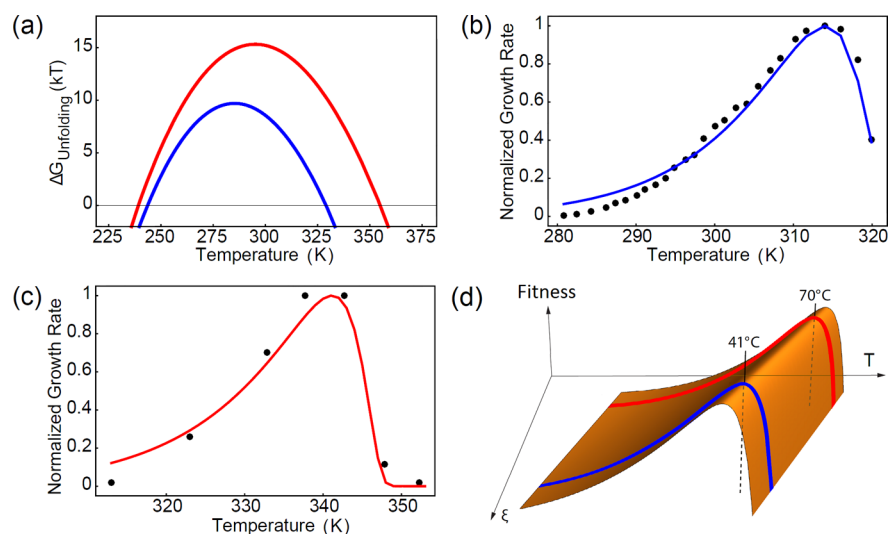 (a)
ΔG Unfolding (kT)
15
10
5
0
225 250 275 300 325 350 375
Temperature (K)
(b)
Normalized Growth Rate
1
0.8
0.6
0.4
0.2
0
280 290 300 310 320
Temperature (K)
(c)
Normalized Growth Rate
1
0.8
0.6
0.4
0.2
0
320 330 340 350
Temperature (K)
(d)
Fitness
70°C
41°C
T
ξ